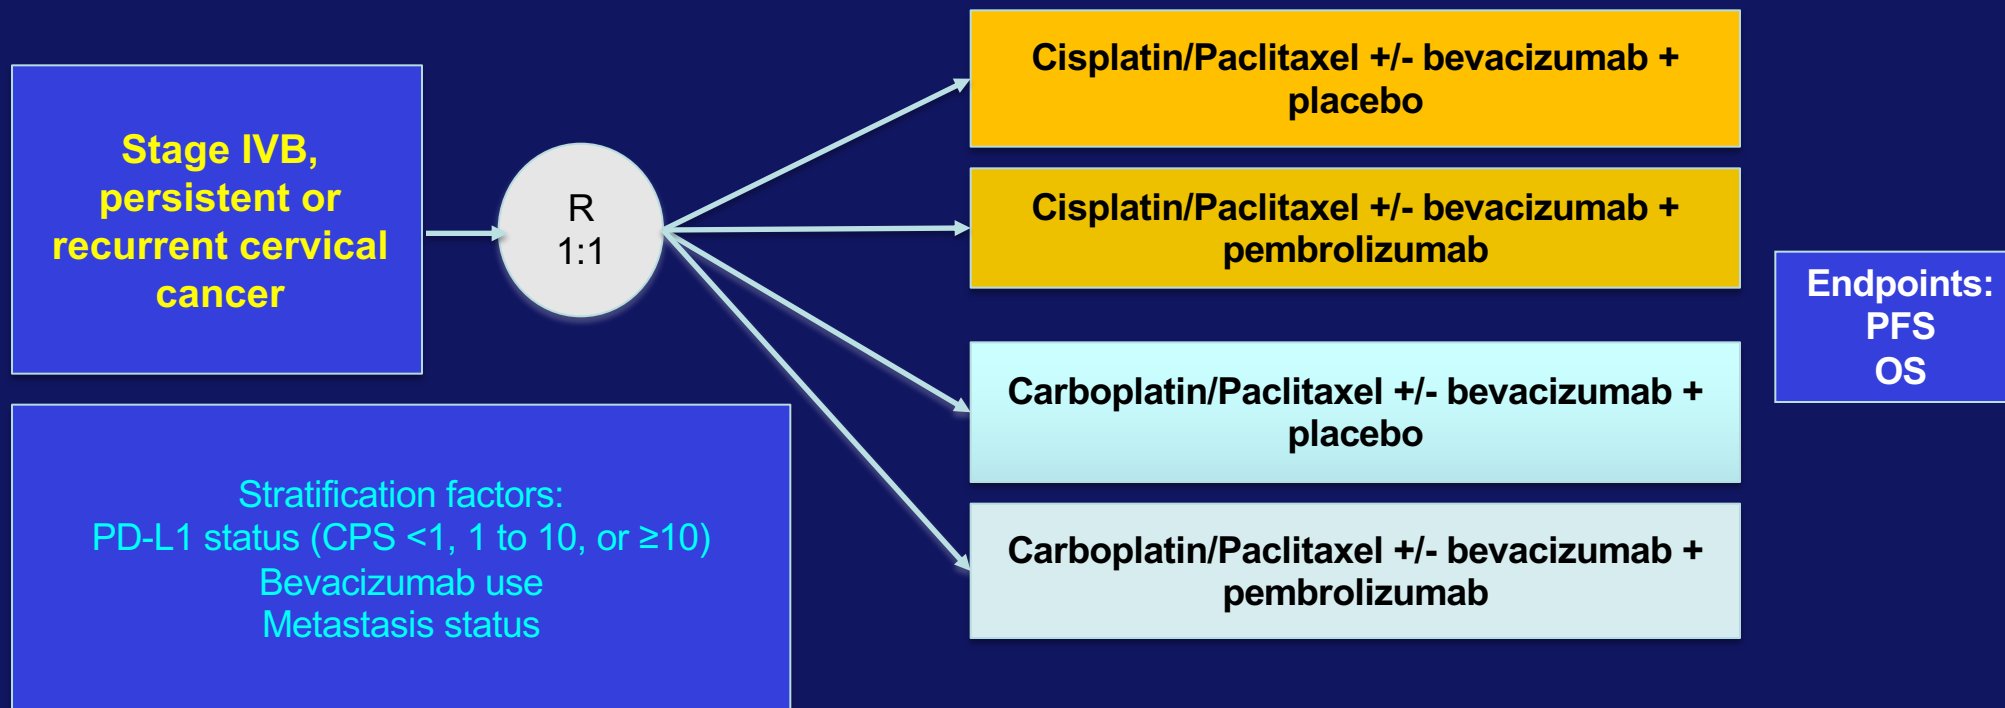 Stage IVB,
persistent or
recurrent cervical
cancer
R
1:1
Cisplatin/Paclitaxel +/- bevacizumab +
placebo
Cisplatin/Paclitaxel +/- bevacizumab +
pembrolizumab
Carboplatin/Paclitaxel +/- bevacizumab +
placebo
Carboplatin/Paclitaxel +/- bevacizumab +
pembrolizumab
Endpoints:
PFS
OS
Stratification factors:
PD-L1 status (CPS <1, 1 to 10, or ≥10)
Bevacizumab use
Metastasis status